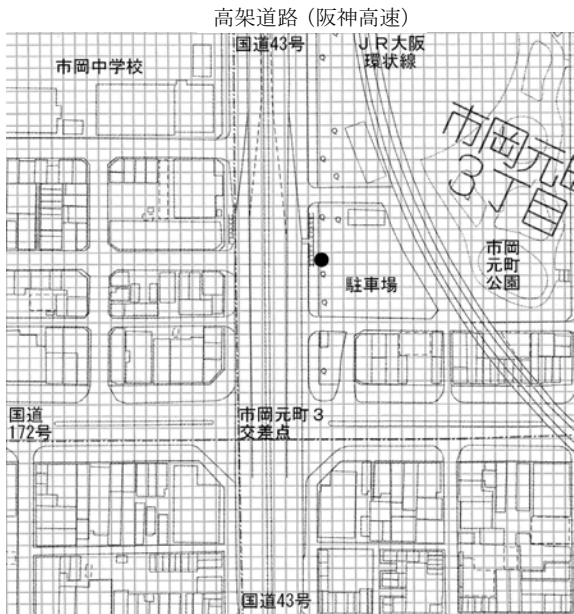 高架道路 (阪神高速)
国道43号
JR大阪
環状線
市岡中学校
市岡元町
3丁目
市岡
元町
公園
駐車場
国道
172号
市岡元町3
交差点
国道43号